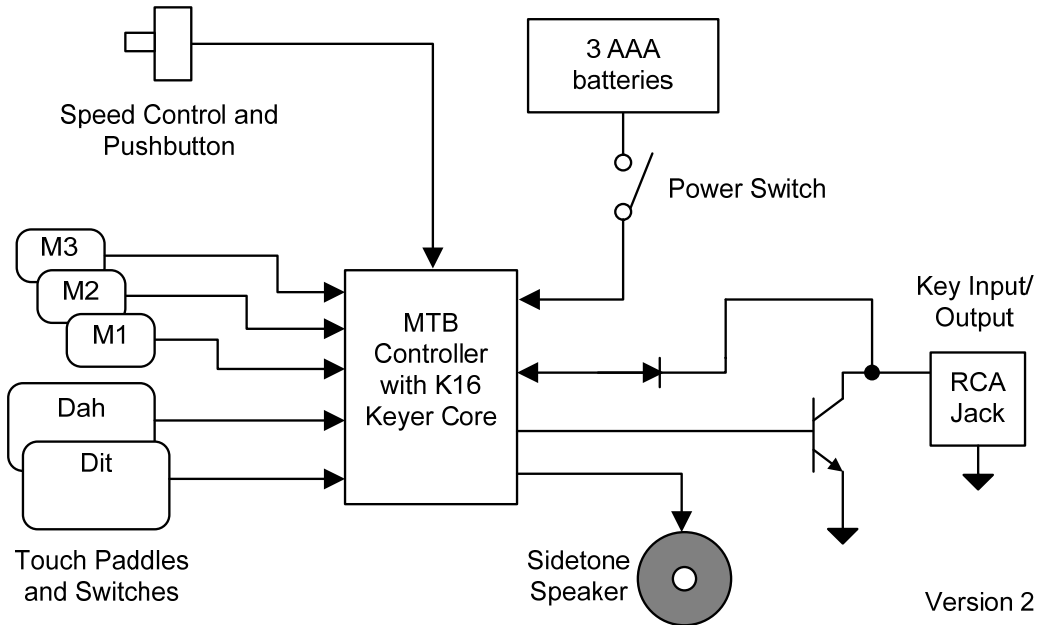 3 AAA
batteries
Speed Control and
Pushbutton
Power Switch
M3
M2
M1
Dah
Dit
MTB
Controller
with K16
Keyer Core
Key Input/
Output
RCA
Jack
Touch Paddles
and Switches
Sidetone
Speaker
Version 2